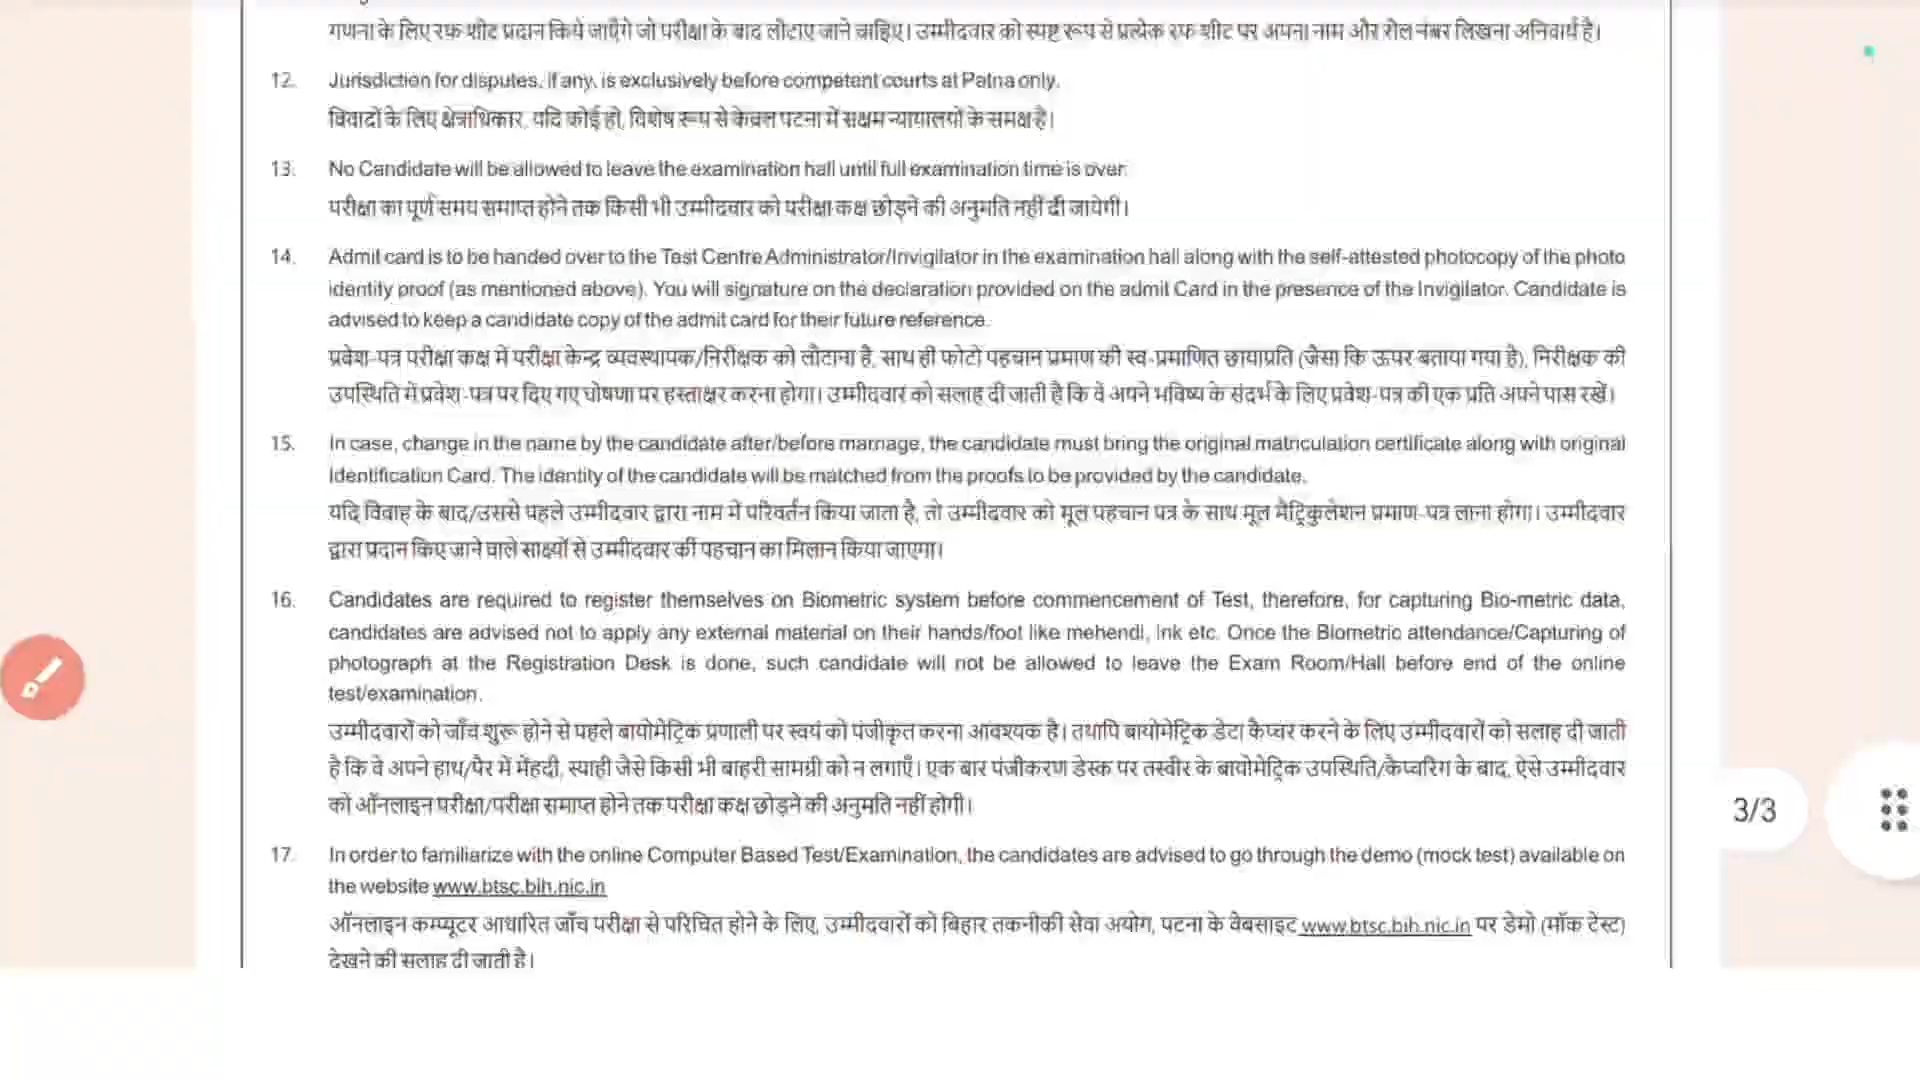 गणना के लिए रफ शीट प्रदान किये जाएँगे जो परीक्षा के बाद लौटाए जाने चाहिए। उम्मीदवार को स्पष्ट रूप से प्रत्येक रफ शीट पर अपना नाम और रोल नंबर लिखना अनिवार्य है।
12. Jurisdiction for disputes, if any, is exclusively before competent courts at Patna only.
विवादों के लिए क्षेत्राधिकार, यदि कोई हो, विशेष रूप से केवल पटना में सक्षम न्यायालयों के समक्ष है।
13. No Candidate will be allowed to leave the examination hall until full examination time is over.
परीक्षा का पूर्ण समय समाप्त होने तक किसी भी उम्मीदवार को परीक्षा कक्ष छोड़ने की अनुमति नहीं दी जायेगी।
14. Admit card is to be handed over to the Test Centre Administrator/Invigilator in the examination hall along with the self-attested photocopy of the photo
identity proof (as mentioned above). You will signature on the declaration provided on the admit Card in the presence of the Invigilator. Candidate is
advised to keep a candidate copy of the admit card for their future reference.
प्रवेश-पत्र परीक्षा कक्ष में परीक्षा केन्द्र व्यवस्थापक/निरीक्षक को लौटाना है, साथ ही फोटो पहचान प्रमाण की स्व-प्रमाणित छायाप्रति (जैसा कि ऊपर बताया गया है), निरीक्षक की
उपस्थिति में प्रवेश-पत्र पर दिए गए घोषणा पर हस्ताक्षर करना होगा। उम्मीदवार को सलाह दी जाती है कि वे अपने भविष्य के संदर्भ के लिए प्रवेश-पत्र की एक प्रति अपने पास रखें।
15. In case, change in the name by the candidate after/before marriage, the candidate must bring the original matriculation certificate along with original
Identification Card. The identity of the candidate will be matched from the proofs to be provided by the candidate.
यदि विवाह के बाद/उससे पहले उम्मीदवार द्वारा नाम में परिवर्तन किया जाता है, तो उम्मीदवार को मूल पहचान पत्र के साथ मूल मैट्रिकुलेशन प्रमाण-पत्र लाना होगा। उम्मीदवार
द्वारा प्रदान किए जाने वाले साक्ष्यों से उम्मीदवार की पहचान का मिलान किया जाएगा।
16. Candidates are required to register themselves on Biometric system before commencement of Test, therefore, for capturing Bio-metric data,
candidates are advised not to apply any external material on their hands/foot like mehendi, ink etc. Once the Biometric attendance/Capturing of
photograph at the Registration Desk is done, such candidate will not be allowed to leave the Exam Room/Hall before end of the online
test/examination.
उम्मीदवारों को जाँच शुरू होने से पहले बायोमेट्रिक प्रणाली पर स्वयं को पंजीकृत करना आवश्यक है। तथापि बायोमेट्रिक डेटा कैप्चर करने के लिए उम्मीदवारों को सलाह दी जाती
है कि वे अपने हाथ/पैर में मेंहदी, स्याही जैसे किसी भी बाहरी सामग्री को न लगाएँ। एक बार पंजीकरण डेस्क पर तस्वीर के बायोमेट्रिक उपस्थिति/कैप्चरिंग के बाद, ऐसे उम्मीदवार
को ऑनलाइन परीक्षा/परीक्षा समाप्त होने तक परीक्षा कक्ष छोड़ने की अनुमति नहीं होगी।
3/3
17. In order to familiarize with the online Computer Based Test/Examination, the candidates are advised to go through the demo (mock test) available on
the website www.btsc.bih.nic.in
ऑनलाइन कम्प्यूटर आधारित जाँच परीक्षा से परिचित होने के लिए, उम्मीदवारों को बिहार तकनीकी सेवा अयोग, पटना के वेबसाइट www.btsc.bih.nic.in पर डेमो (मॉक टेस्ट)
देखने की सलाह दी जाती है।